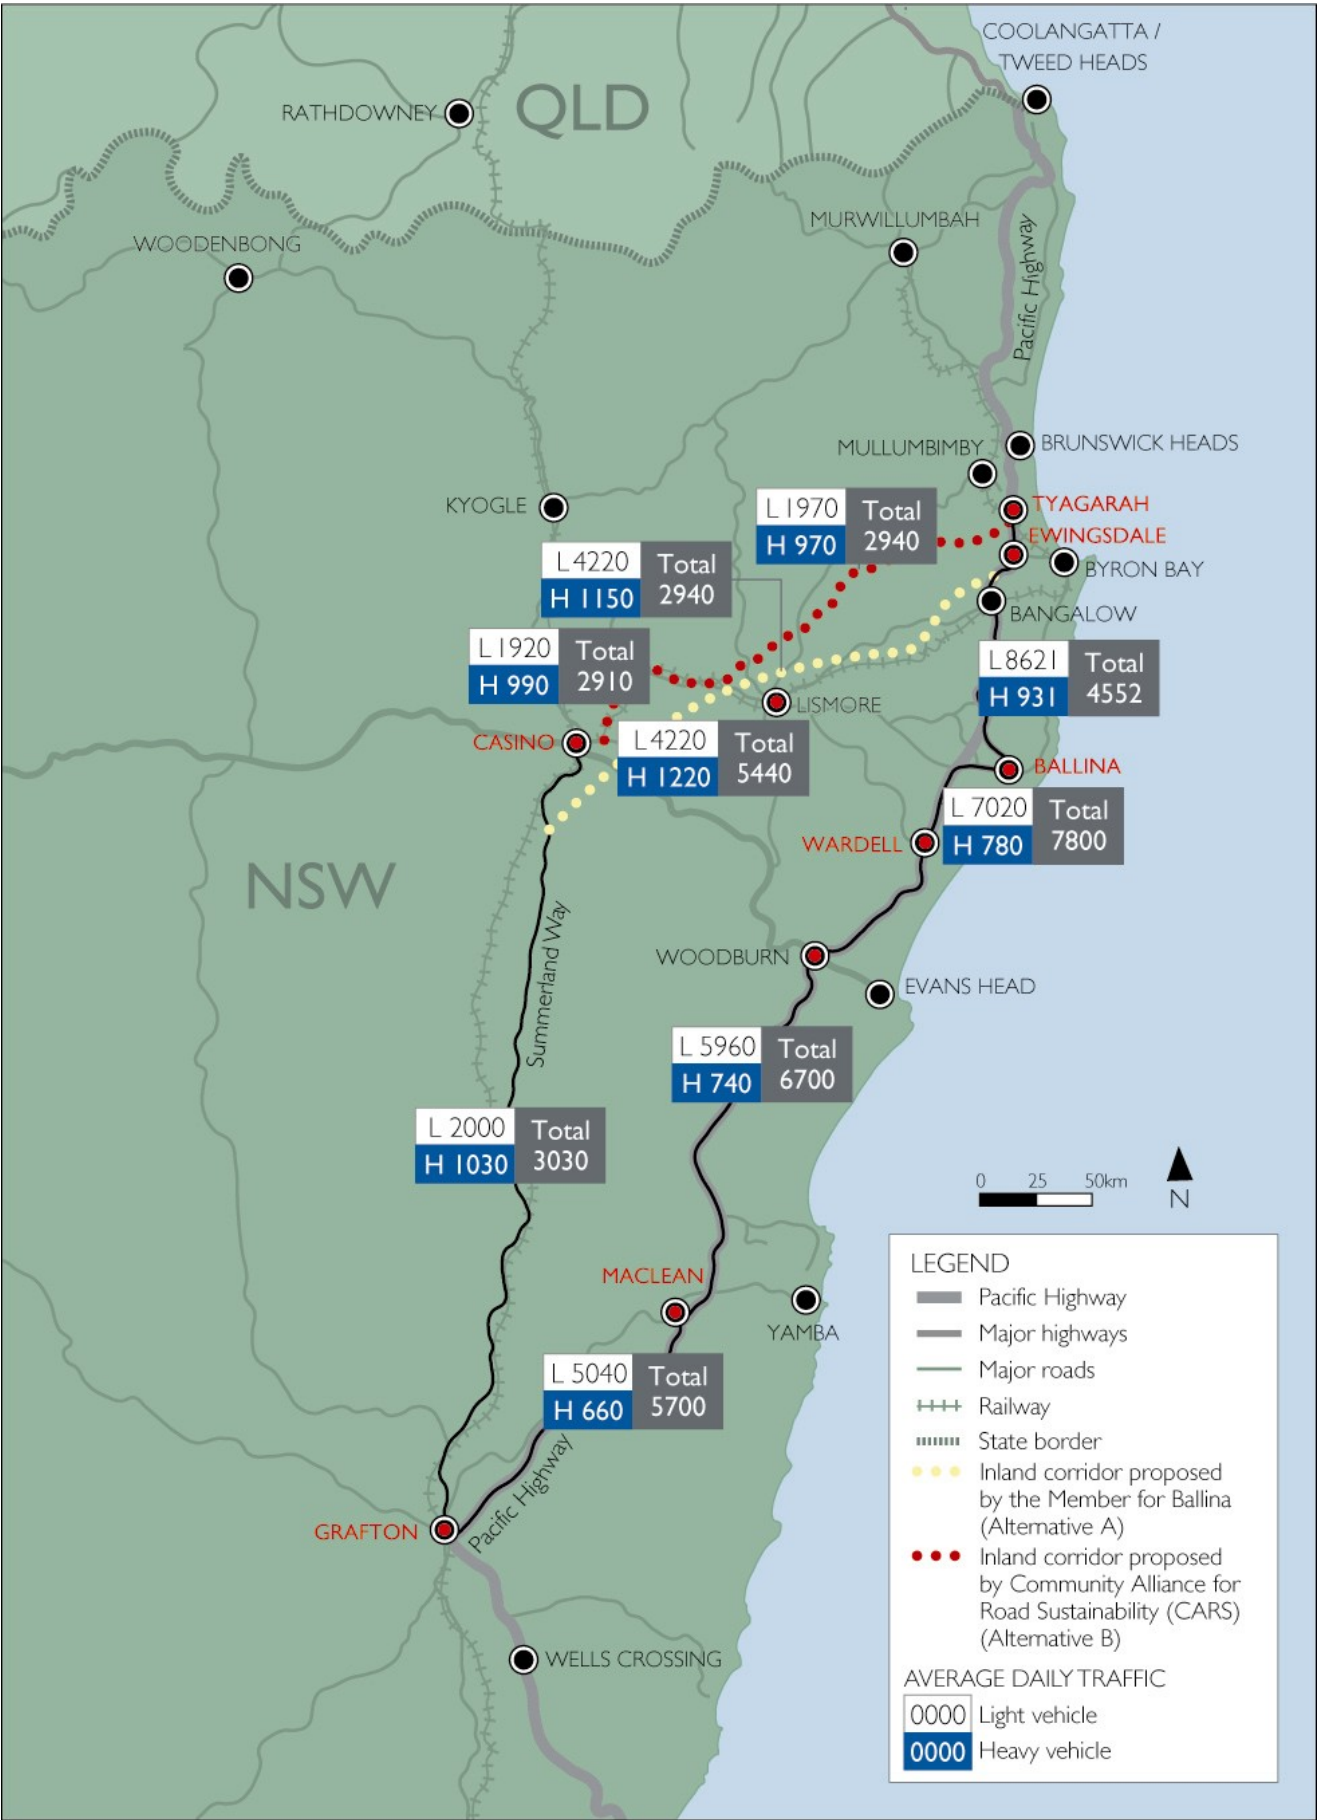 COOLANGATTA /
TWEED HEADS
RATHDOWNEY
QLD
MURWILLUMBAH
WOODENBONG
Pacific Highway
MULLUMBIMBY
BRUNSWICK HEADS
KYOGLE
L 1970
H 970
Total
2940
TYAGARAH
EWINGSDALE
BYRON BAY
L4220
H 1150
Total
2940
BANGALOW
L1920
H 990
Total
2910
L8621
H 931
Total
4552
LISMORE
CASINO
L4220
H 1220
Total
5440
BALLINA
L 7020
H 780
Total
7800
WARDELL
NSW
Summerland Way
WOODBURN
EVANS HEAD
L 5960
H 740
Total
6700
L 2000
H 1030
Total
3030
0 25 50km
N
MACLEAN
YAMBA
L 5040
H 660
Total
5700
Pacific Highway
GRAFTON
WELLS CROSSING
LEGEND
Pacific Highway
Major highways
Major roads
Railway
State border
Inland corridor proposed
by the Member for Ballina
(Alternative A)
Inland corridor proposed
by Community Alliance for
Road Sustainability (CARS)
(Alternative B)
AVERAGE DAILY TRAFFIC
0000 Light vehicle
0000 Heavy vehicle